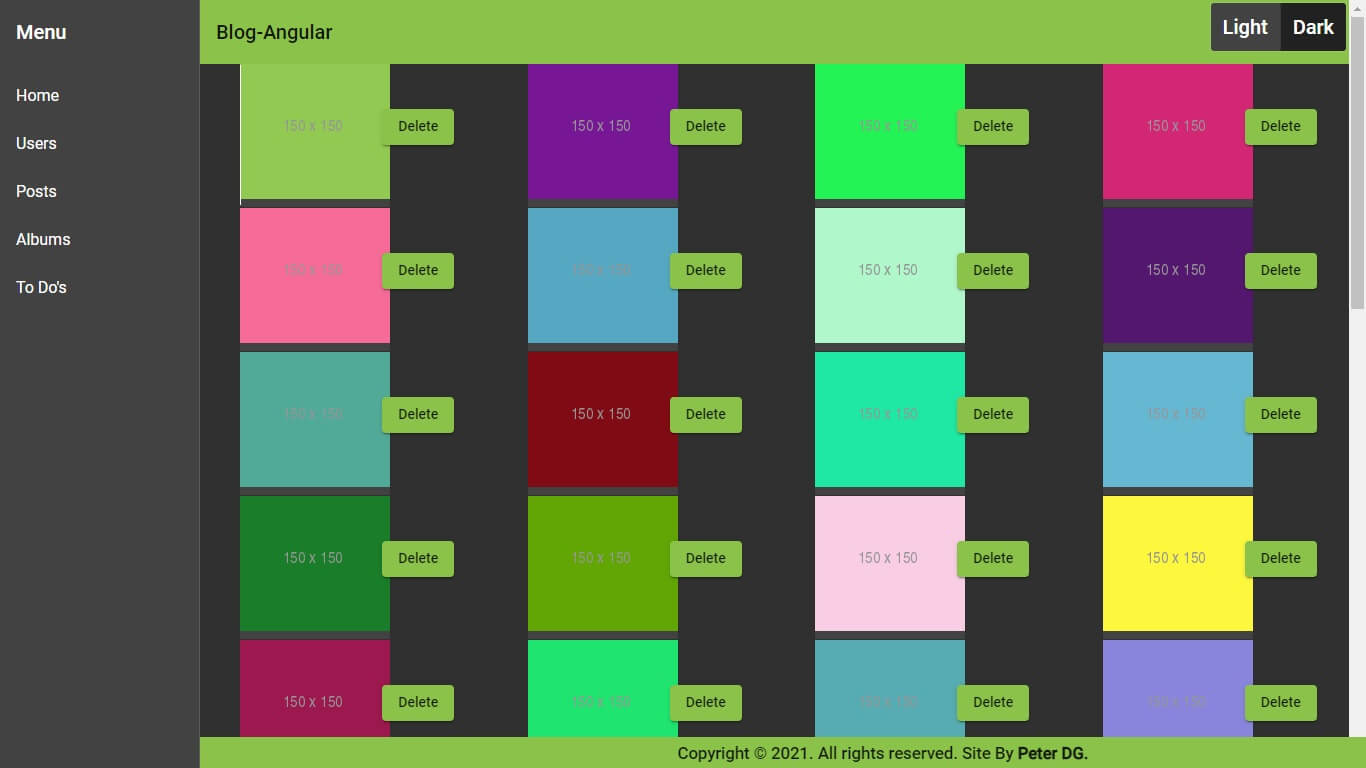 Menu
Home
Users
Posts
Albums
To Do's
Blog-Angular
Light Dark
150 x 150 Delete 150 x 150 Delete 150 x 150 Delete 150 x 150 Delete
150 x 150 Delete 150 x 150 Delete 150 x 150 Delete 150 x 150 Delete
150 x 150 Delete 150 x 150 Delete 150 x 150 Delete 150 x 150 Delete
150 x 150 Delete 150 x 150 Delete 150 x 150 Delete 150 x 150 Delete
150 x 150 Delete 150 x 150 Delete 150 x 150 Delete 150 x 150 Delete
Copyright © 2021. All rights reserved. Site By Peter DG.